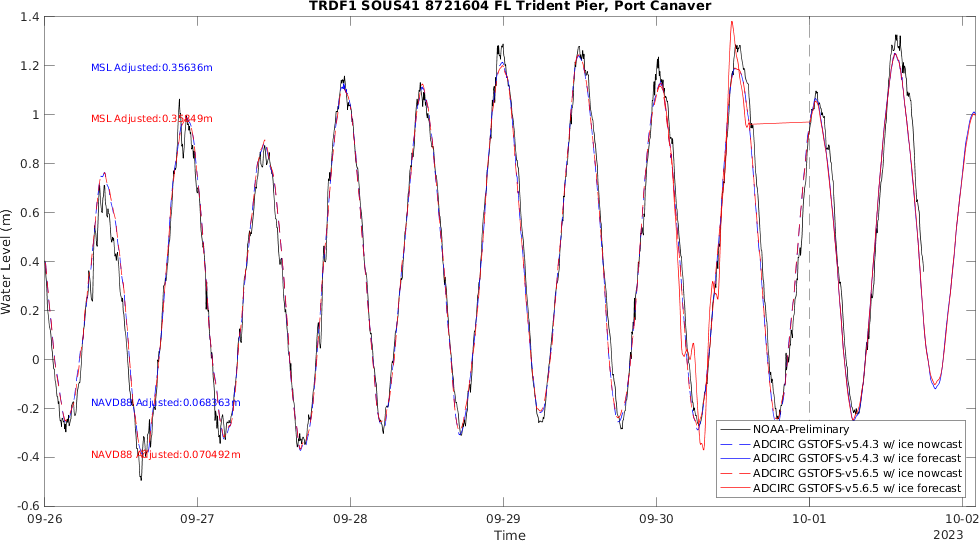 TRDF1 SOUS41 8721604 FL Trident Pier, Port Canaver
1.4
1.2
1
0.8
0.6
0.4
0.2
0
-0.2
-0.4
-0.6
Water Level (m)
MSL Adjusted:0.35636m
MSL Adjusted:0.35849m
NAVD88 Adjusted:0.068363m
NAVD88 Adjusted:0.070492m
NOAA-Preliminary
ADCIRC GSTOFS-v5.4.3 w/ ice nowcast
ADCIRC GSTOFS-v5.4.3 w/ ice forecast
ADCIRC GSTOFS-v5.6.5 w/ ice nowcast
ADCIRC GSTOFS-v5.6.5 w/ ice forecast
09-26 09-27 09-28 09-29 09-30 10-01 10-02
Time
2023